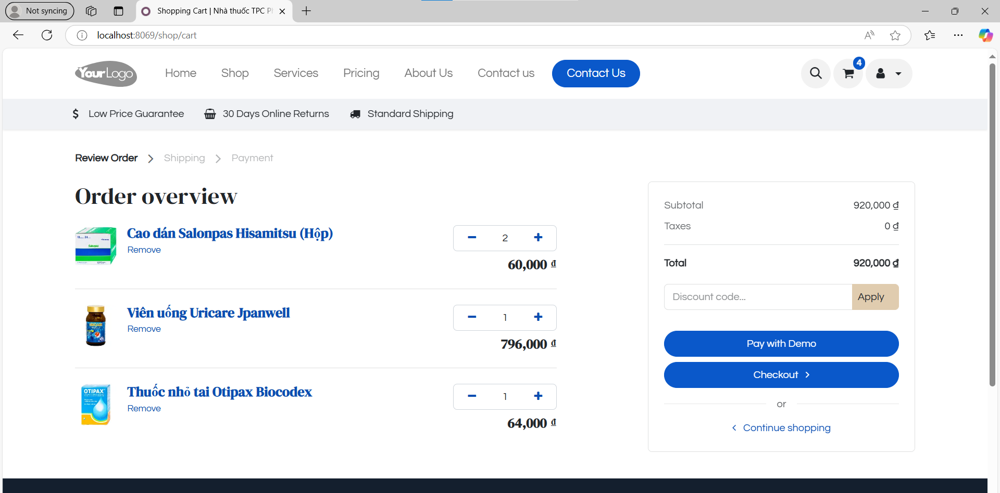 Not syncing
Shopping Cart | Nhà thuốc TPC Ph
localhost:8069/shop/cart
YourLogo
Home
Shop
Services
Pricing
About Us
Contact us
Contact Us
4
Low Price Guarantee
30 Days Online Returns
Standard Shipping
Review Order
Shipping
Payment
Order overview
Cao dán Salonpas Hisamitsu (Hộp)
Remove
2
60,000 ₫
Salonpas
Viên uống Uricare Jpanwell
Remove
1
796,000 ₫
OTIPAX
Thuốc nhỏ tai Otipax Biocodex
Remove
1
64,000 ₫
Subtotal 920,000 ₫
Taxes 0 ₫
Total 920,000 ₫
Discount code...
Apply
Pay with Demo
Checkout
or
Continue shopping